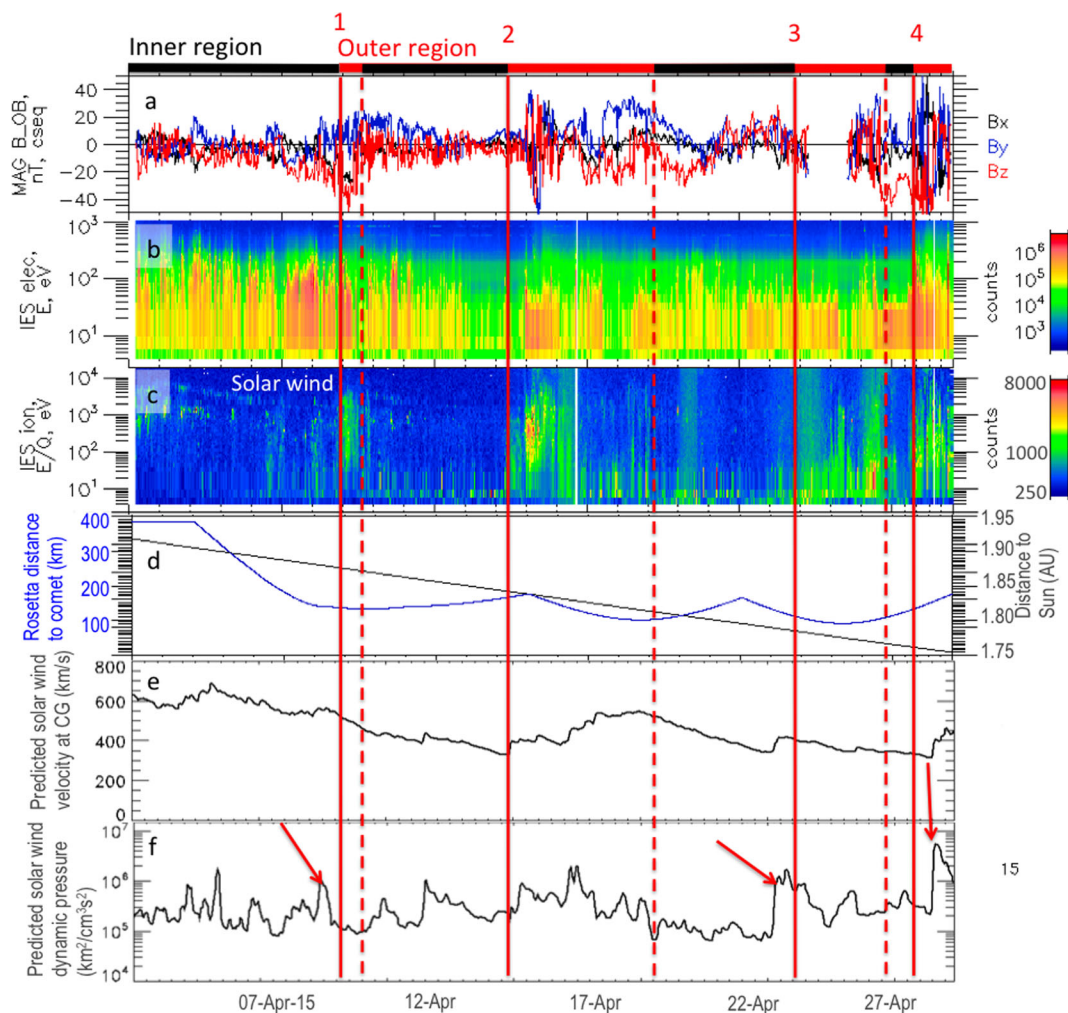 1 2 3 4
Inner region Outer region
a
MAG B_OB,
nT, cseq
40
20
0
−20
−40
Bx
By
Bz
b
IES elec,
E, eV
10³
10²
10¹
10⁶
10⁵
10⁴
10³
counts
c
Solar wind
IES ion,
E/Q, eV
10⁴
10³
10²
10¹
8000
1000
250
counts
d
Rosetta distance
to comet (km)
400
300
200
100
1.95
1.90
1.85
1.80
1.75
Distance to
Sun (AU)
e
Predicted solar wind
velocity at CG (km/s)
800
600
400
200
0
f
Predicted solar wind
dynamic pressure
(km²/cm³s²)
10⁷
10⁶
10⁵
10⁴
15
07-Apr-15 12-Apr 17-Apr 22-Apr 27-Apr